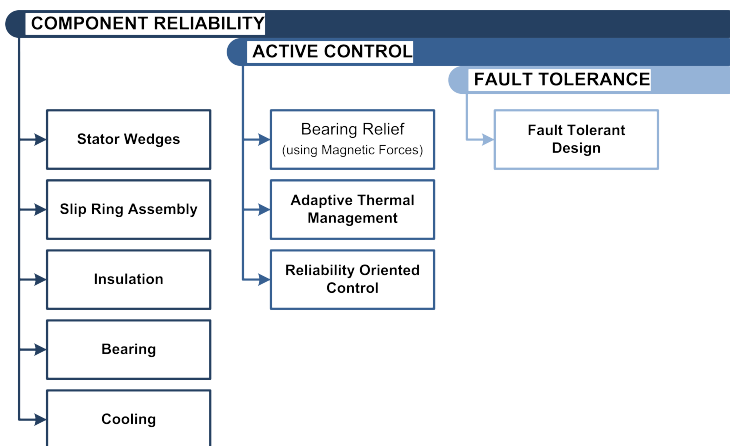 COMPONENT RELIABILITY
ACTIVE CONTROL
FAULT TOLERANCE
Stator Wedges
Slip Ring Assembly
Insulation
Bearing
Cooling
Bearing Relief
(using Magnetic Forces)
Adaptive Thermal
Management
Reliability Oriented
Control
Fault Tolerant
Design